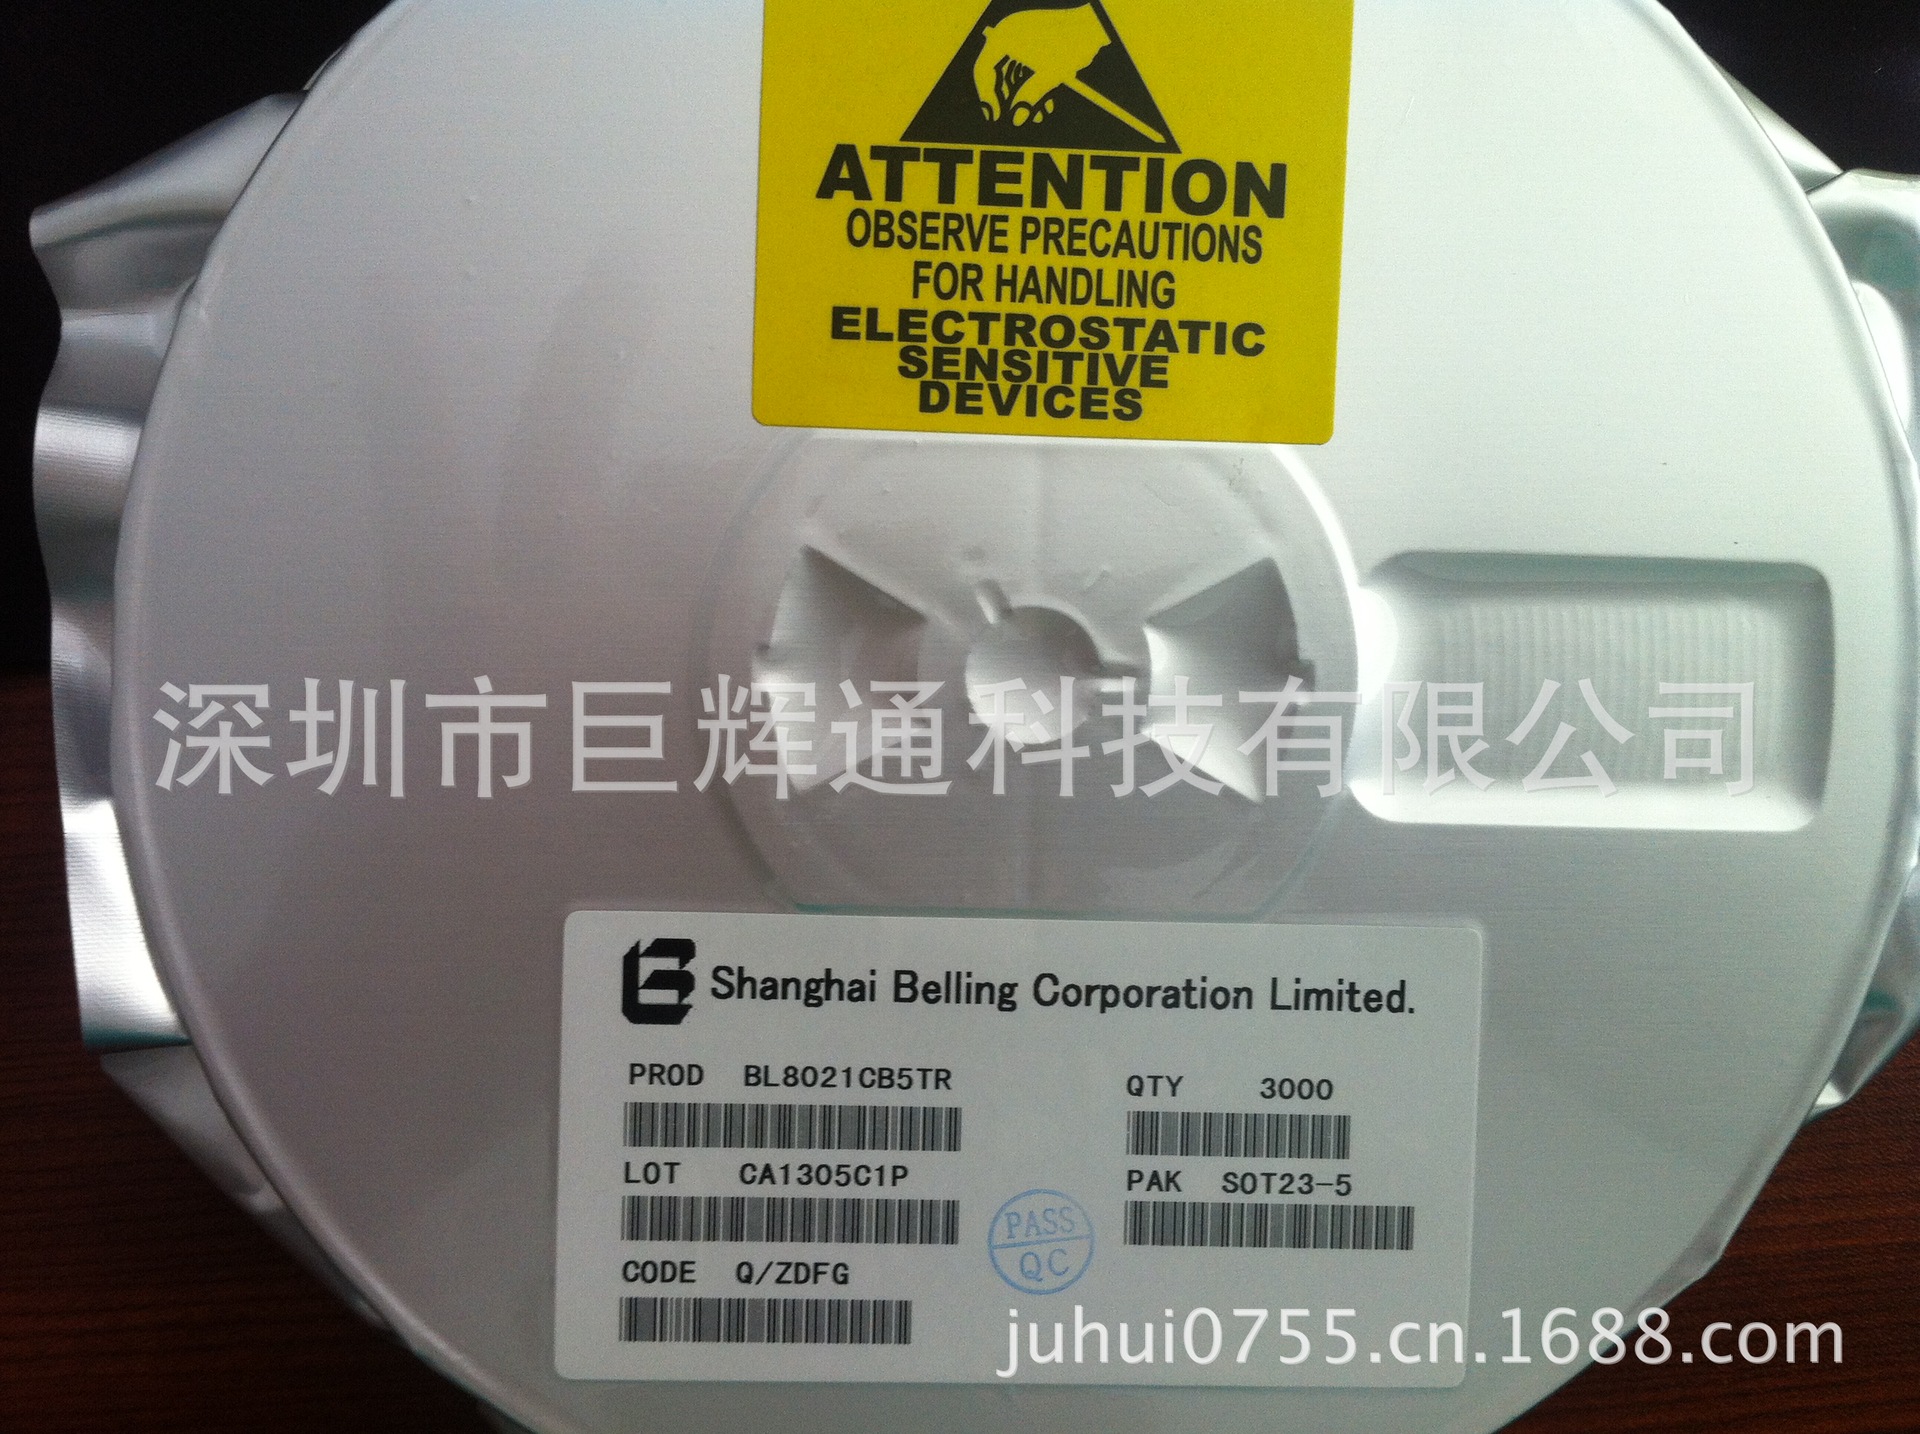 ATTENTION
OBSERVE PRECAUTIONS
FOR HANDLING
ELECTROSTATIC
SENSITIVE
DEVICES
深圳市巨辉通科技有限公司
Shanghai Belling Corporation Limited.
PROD BL8021CB5TR
QTY 3000
LOT CA1305C1P
PAK SOT23-5
PASS
QC
CODE Q/ZDFG
juhui0755.cn.1688.com